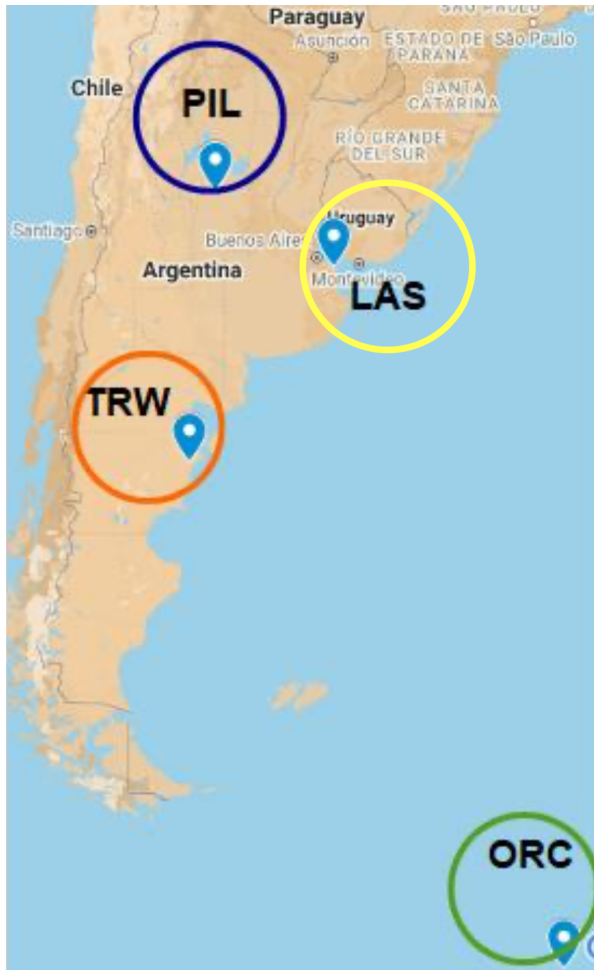 Paraguay
Asunción
ESTADO DE
PARANÁ
São Paulo
Chile
PIL
SANTA
CATARINA
RÍO GRANDE
DEL SUR
Uruguay
Santiago
Buenos Aires
Argentina
Montevideo
LAS
TRW
ORC